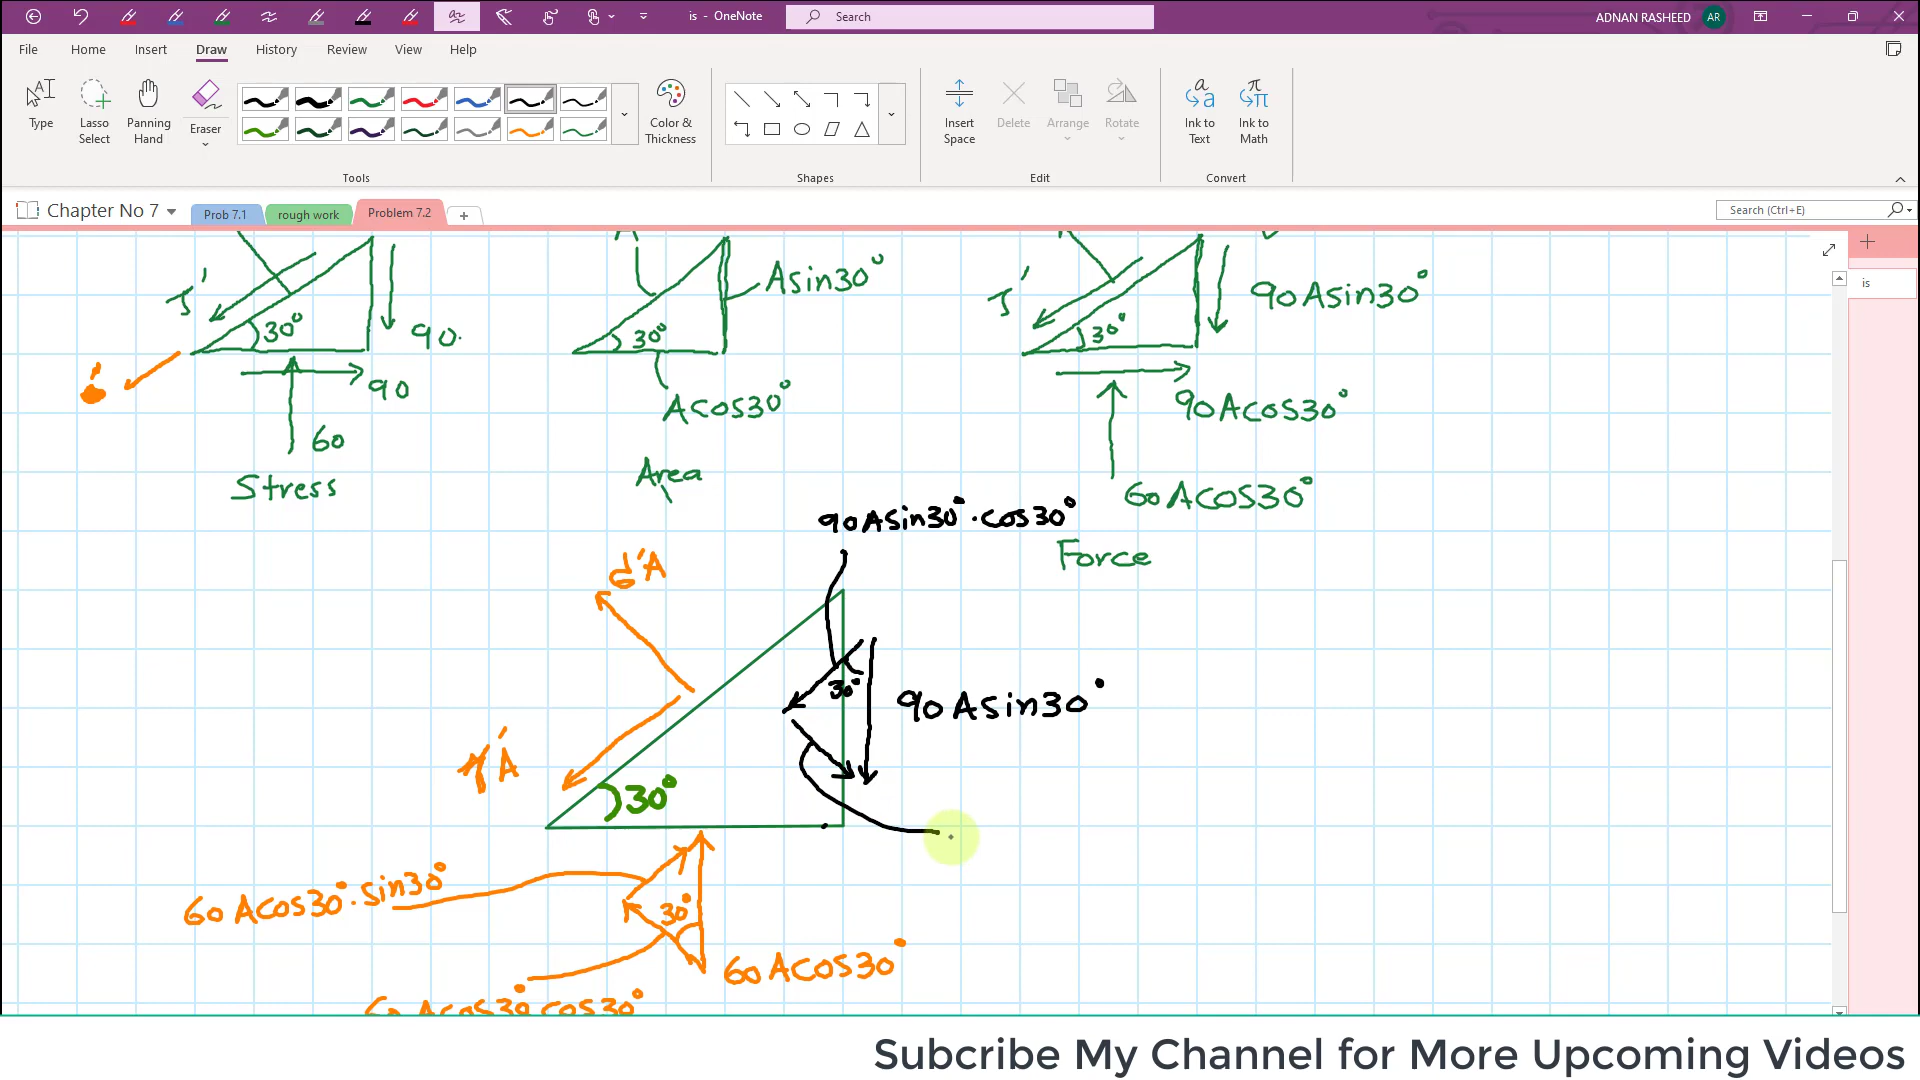 is - OneNote
Search
ADNAN RASHEED
AR
File Home Insert Draw History Review View Help
Type
Lasso Select
Panning Hand
Eraser
Color & Thickness
Insert Space
Delete
Arrange
Rotate
Ink to Text
Ink to Math
Tools
Shapes
Edit
Convert
Chapter No 7
Prob 7.1
rough work
Problem 7.2
Search (Ctrl+E)
is
30°
90
90
60
Stress
Asin30°
30°
Acos30°
Area
90Asin30°
30°
90Acos30°
60Acos30°
Force
90Asin30°·cos30°
σ'A
30°
90Asin30°
30°
60Acos30°·sin30°
30°
60Acos30°
60Acos30°cos30°
Subcribe My Channel for More Upcoming Videos